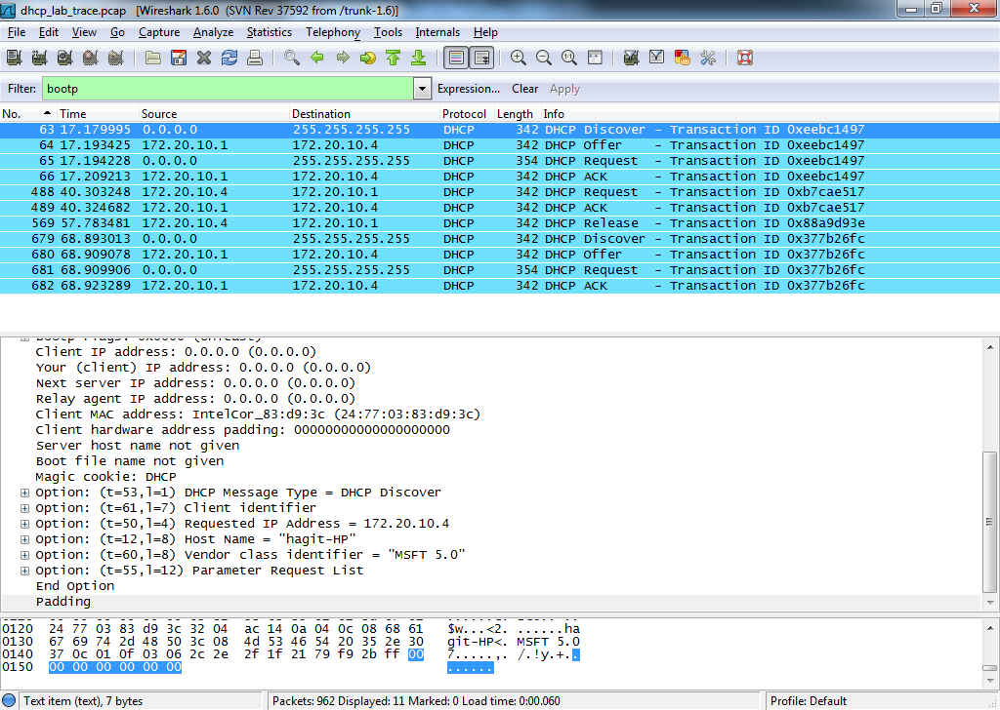 dhcp_lab_trace.pcap [Wireshark 1.6.0 (SVN Rev 37592 from /trunk-1.6)]
File Edit View Go Capture Analyze Statistics Telephony Tools Internals Help
Filter: bootp Expression... Clear Apply
No. Time Source Destination Protocol Length Info
63 17.179995 0.0.0.0 255.255.255.255 DHCP 342 DHCP Discover - Transaction ID 0xeebc1497
64 17.193425 172.20.10.1 172.20.10.4 DHCP 342 DHCP Offer - Transaction ID 0xeebc1497
65 17.194228 0.0.0.0 255.255.255.255 DHCP 354 DHCP Request - Transaction ID 0xeebc1497
66 17.209213 172.20.10.1 172.20.10.4 DHCP 342 DHCP ACK - Transaction ID 0xeebc1497
488 40.303248 172.20.10.4 172.20.10.1 DHCP 342 DHCP Request - Transaction ID 0xb7cae517
489 40.324682 172.20.10.1 172.20.10.4 DHCP 342 DHCP ACK - Transaction ID 0xb7cae517
569 57.783481 172.20.10.4 172.20.10.1 DHCP 342 DHCP Release - Transaction ID 0x88a9d93e
679 68.893013 0.0.0.0 255.255.255.255 DHCP 342 DHCP Discover - Transaction ID 0x377b26fc
680 68.909078 172.20.10.1 172.20.10.4 DHCP 342 DHCP Offer - Transaction ID 0x377b26fc
681 68.909906 0.0.0.0 255.255.255.255 DHCP 354 DHCP Request - Transaction ID 0x377b26fc
682 68.923289 172.20.10.1 172.20.10.4 DHCP 342 DHCP ACK - Transaction ID 0x377b26fc
Client IP address: 0.0.0.0 (0.0.0.0)
Your (client) IP address: 0.0.0.0 (0.0.0.0)
Next server IP address: 0.0.0.0 (0.0.0.0)
Relay agent IP address: 0.0.0.0 (0.0.0.0)
Client MAC address: IntelCor_83:d9:3c (24:77:03:83:d9:3c)
Client hardware address padding: 00000000000000000000
Server host name not given
Boot file name not given
Magic cookie: DHCP
Option: (t=53,l=1) DHCP Message Type = DHCP Discover
Option: (t=61,l=7) Client identifier
Option: (t=50,l=4) Requested IP Address = 172.20.10.4
Option: (t=12,l=8) Host Name = "hagit-HP"
Option: (t=60,l=8) Vendor class identifier = "MSFT 5.0"
Option: (t=55,l=12) Parameter Request List
End Option
Padding
0120 24 77 03 83 d9 3c 32 04 ac 14 0a 04 0c 08 68 61 $w...<2. ......ha
0130 67 69 74 2d 48 50 3c 08 4d 53 46 54 20 35 2e 30 git-HP<. MSFT 5.0
0140 37 0c 01 0f 03 06 2c 2e 2f 1f 21 79 f9 2b ff 00 7.....,. /.!y.+..
0150 00 00 00 00 00 00 ......
Text item (text), 7 bytes Packets: 962 Displayed: 11 Marked: 0 Load time: 0:00.060 Profile: Default